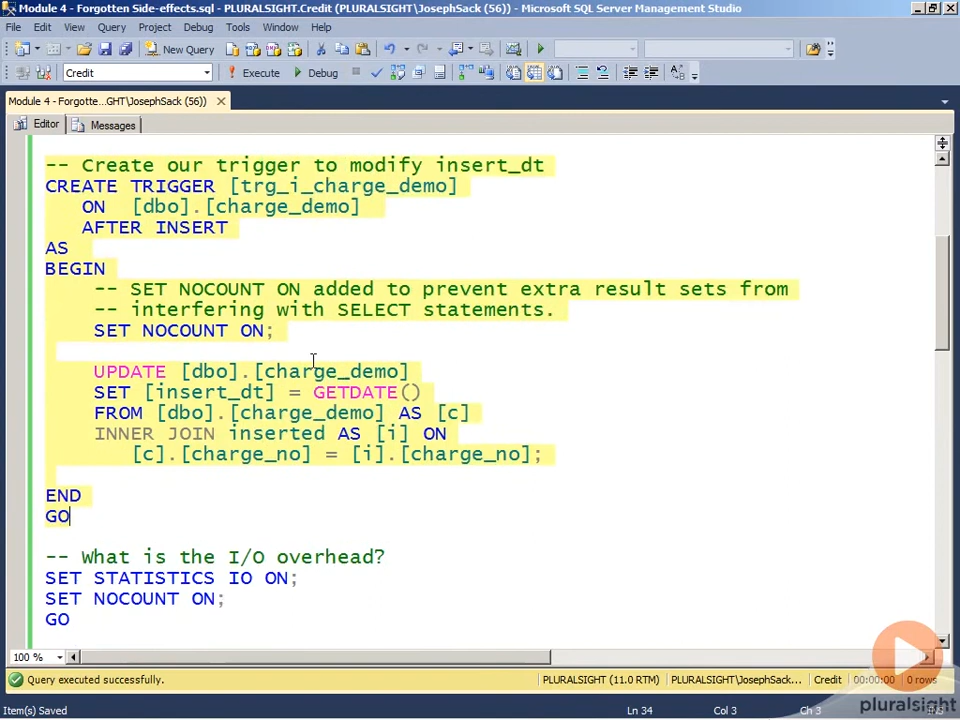 Module 4 - Forgotten Side-effects.sql - PLURALSIGHT.Credit (PLURALSIGHT\JosephSack (56)) - Microsoft SQL Server Management Studio
File Edit View Query Project Debug Tools Window Help
New Query
Credit Execute Debug
Module 4 - Forgotte...GHT\JosephSack (56))
Editor Messages
-- Create our trigger to modify insert_dt
CREATE TRIGGER [trg_i_charge_demo]
ON [dbo].[charge_demo]
AFTER INSERT
AS
BEGIN
-- SET NOCOUNT ON added to prevent extra result sets from
-- interfering with SELECT statements.
SET NOCOUNT ON;
UPDATE [dbo].[charge_demo]
SET [insert_dt] = GETDATE()
FROM [dbo].[charge_demo] AS [c]
INNER JOIN inserted AS [i] ON
[c].[charge_no] = [i].[charge_no];
END
GO
-- What is the I/O overhead?
SET STATISTICS IO ON;
SET NOCOUNT ON;
GO
100 %
Query executed successfully. PLURALSIGHT (11.0 RTM) PLURALSIGHT\JosephSack... Credit 00:00:00 0 rows
pluralsight
Item(s) Saved Ln 34 Col 3 Ch 3 INS